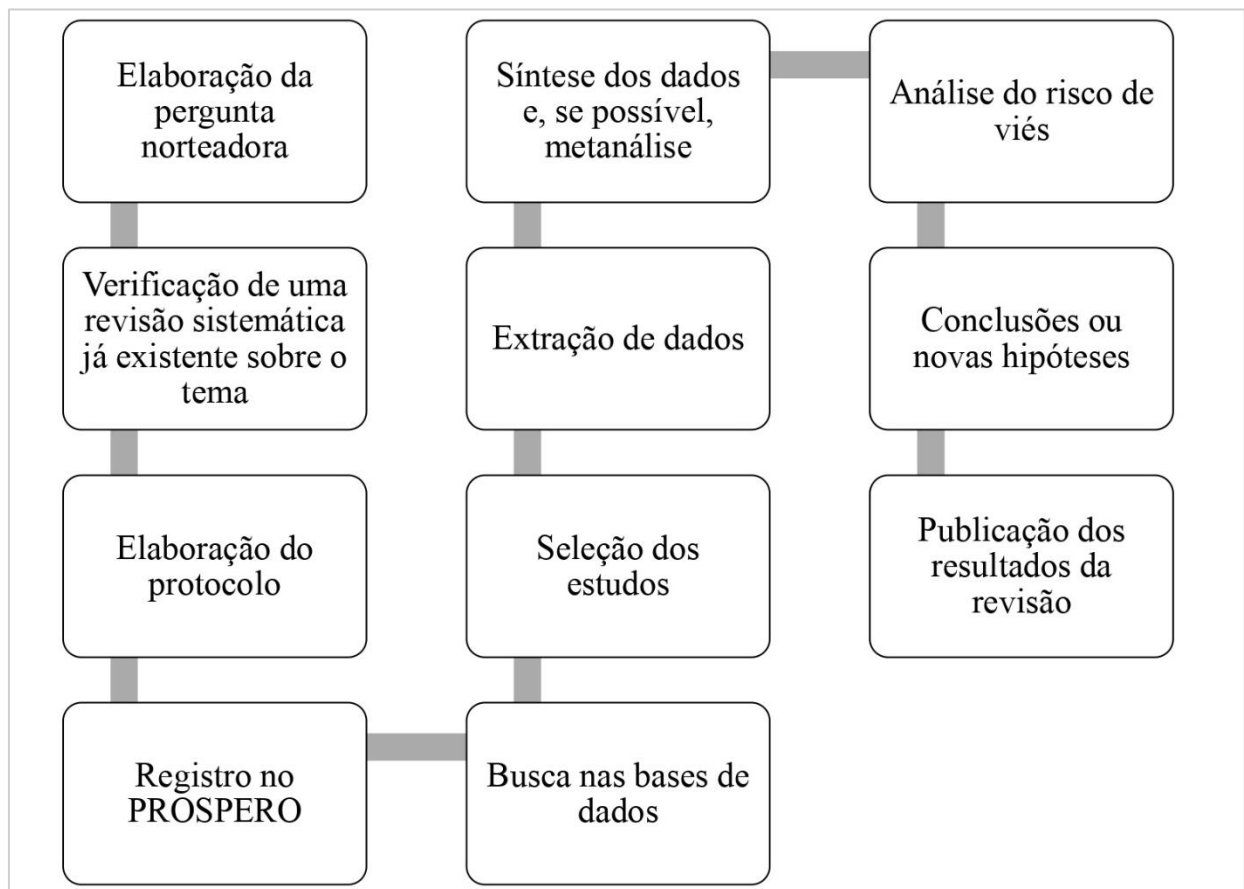 Elaboração da
pergunta
norteadora
Verificação de uma
revisão sistemática
já existente sobre o
tema
Elaboração do
protocolo
Registro no
PROSPERO
Busca nas bases de
dados
Seleção dos
estudos
Extração de dados
Síntese dos dados
e, se possível,
metanálise
Análise do risco de
viés
Conclusões ou
novas hipóteses
Publicação dos
resultados da
revisão